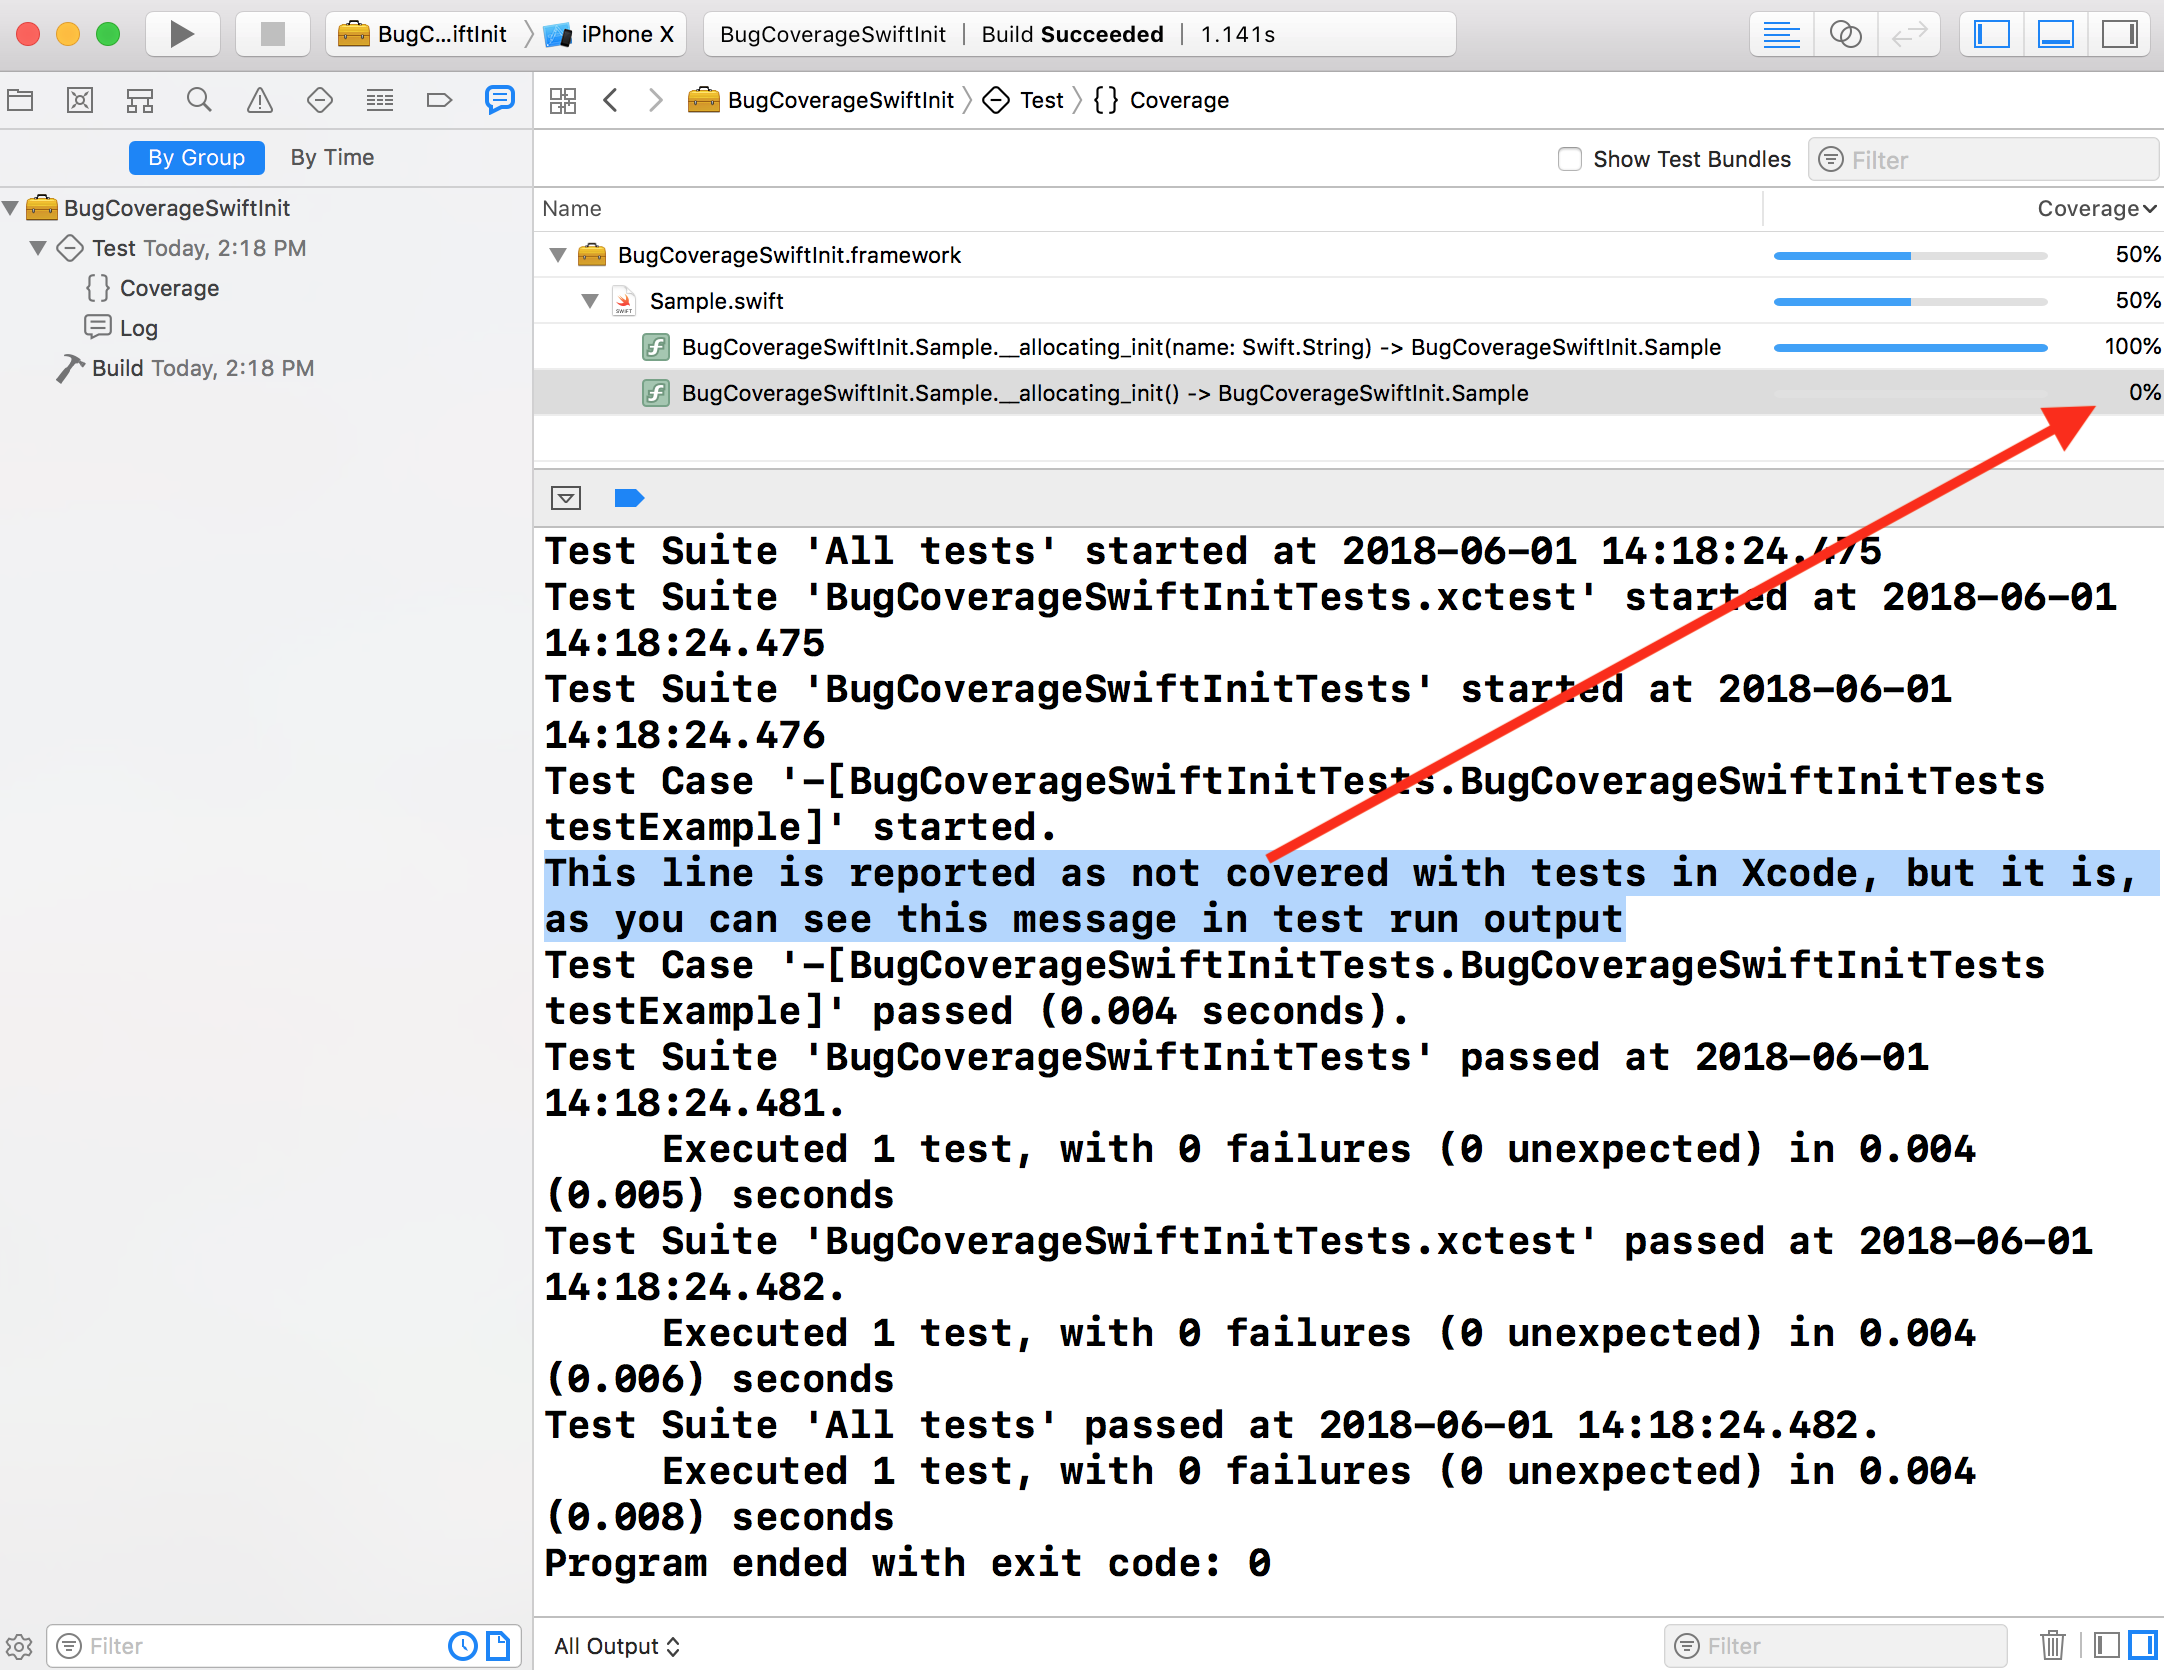 BugC...iftInit
iPhone X
BugCoverageSwiftInit | Build Succeeded | 1.141s
BugCoverageSwiftInit
Test
{} Coverage
By Group
By Time
Show Test Bundles
Filter
BugCoverageSwiftInit
Test Today, 2:18 PM
{} Coverage
Log
Build Today, 2:18 PM
Name
Coverage
BugCoverageSwiftInit.framework
50%
Sample.swift
50%
BugCoverageSwiftInit.Sample.__allocating_init(name: Swift.String) -> BugCoverageSwiftInit.Sample
100%
BugCoverageSwiftInit.Sample.__allocating_init() -> BugCoverageSwiftInit.Sample
0%
Test Suite 'All tests' started at 2018-06-01 14:18:24.475
Test Suite 'BugCoverageSwiftInitTests.xctest' started at 2018-06-01
14:18:24.475
Test Suite 'BugCoverageSwiftInitTests' started at 2018-06-01
14:18:24.476
Test Case '-[BugCoverageSwiftInitTests.BugCoverageSwiftInitTests
testExample]' started.
This line is reported as not covered with tests in Xcode, but it is,
as you can see this message in test run output
Test Case '-[BugCoverageSwiftInitTests.BugCoverageSwiftInitTests
testExample]' passed (0.004 seconds).
Test Suite 'BugCoverageSwiftInitTests' passed at 2018-06-01
14:18:24.481.
Executed 1 test, with 0 failures (0 unexpected) in 0.004
(0.005) seconds
Test Suite 'BugCoverageSwiftInitTests.xctest' passed at 2018-06-01
14:18:24.482.
Executed 1 test, with 0 failures (0 unexpected) in 0.004
(0.006) seconds
Test Suite 'All tests' passed at 2018-06-01 14:18:24.482.
Executed 1 test, with 0 failures (0 unexpected) in 0.004
(0.008) seconds
Program ended with exit code: 0
Filter
All Output
Filter